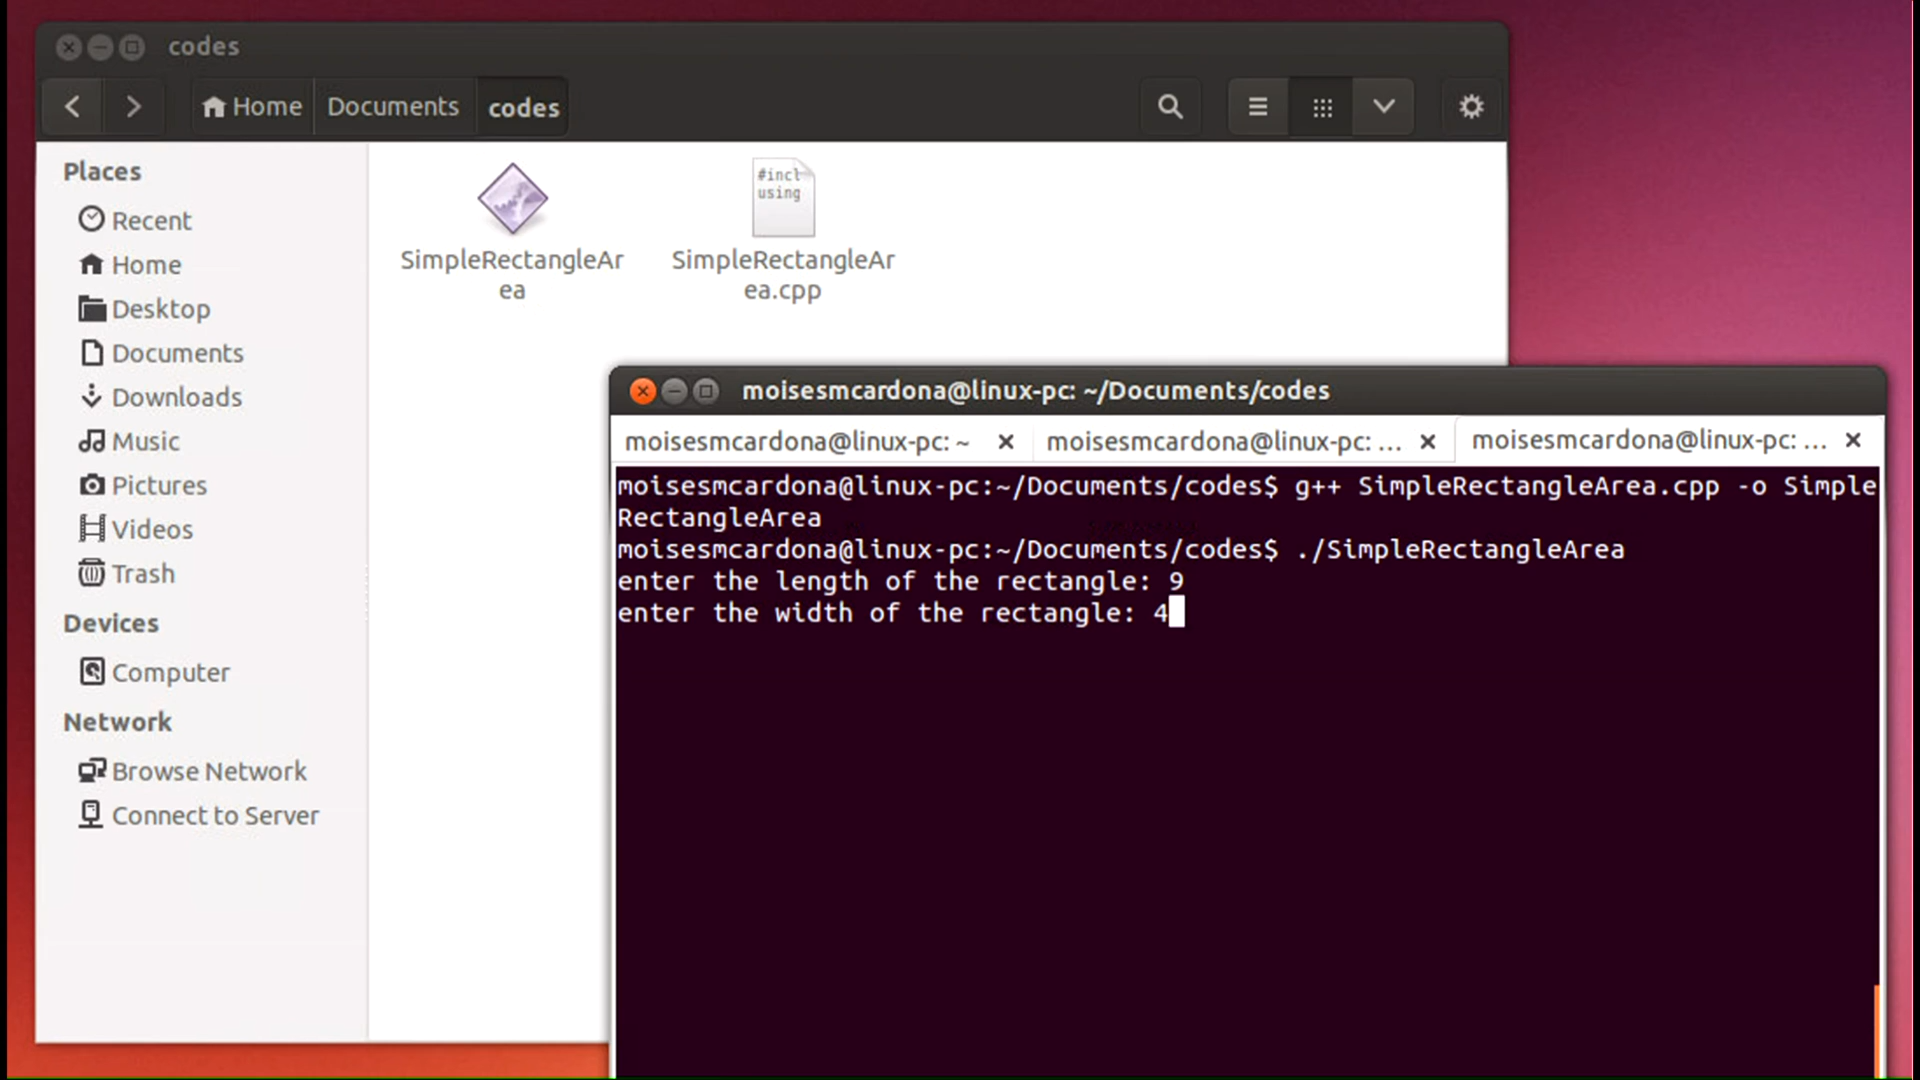 codes
Home Documents codes
Places
Recent
Home
Desktop
Documents
Downloads
Music
Pictures
Videos
Trash
Devices
Computer
Network
Browse Network
Connect to Server
#incl
using
SimpleRectangleAr
ea
SimpleRectangleAr
ea.cpp
moisesmcardona@linux-pc: ~/Documents/codes
moisesmcardona@linux-pc: ~ moisesmcardona@linux-pc: ... moisesmcardona@linux-pc: ...
moisesmcardona@linux-pc:~/Documents/codes$ g++ SimpleRectangleArea.cpp -o Simple
RectangleArea
moisesmcardona@linux-pc:~/Documents/codes$ ./SimpleRectangleArea
enter the length of the rectangle: 9
enter the width of the rectangle: 4